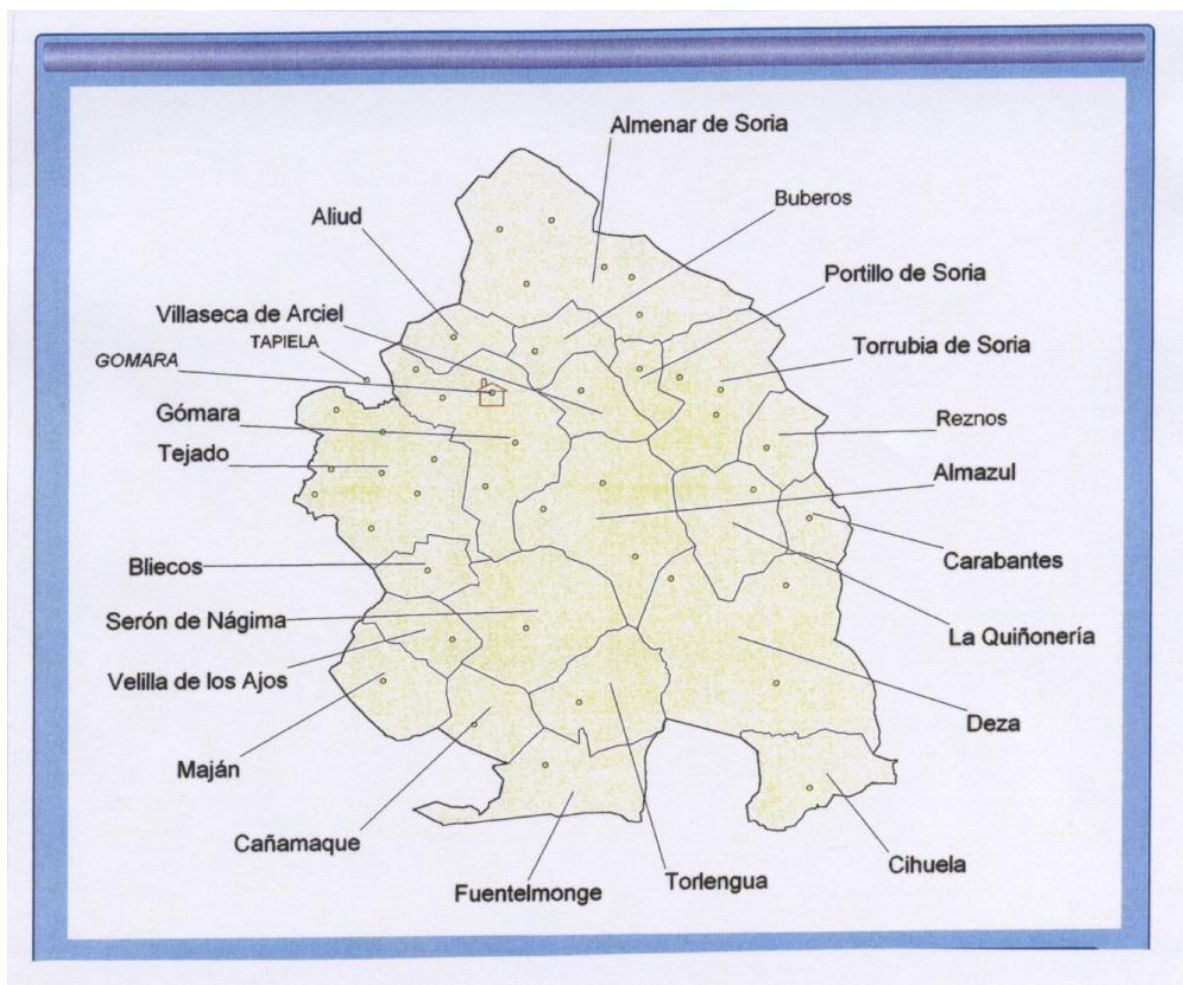 Almenar de Soria
Buberos
Aliud
Portillo de Soria
Villaseca de Arciel
TAPIELA
Torrubia de Soria
GOMARA
Gómara
Reznos
Tejado
Almazul
Bliecos
Carabantes
Serón de Nágima
La Quiñonería
Velilla de los Ajos
Deza
Maján
Cañamaque
Cihuela
Torlengua
Fuentelmonge